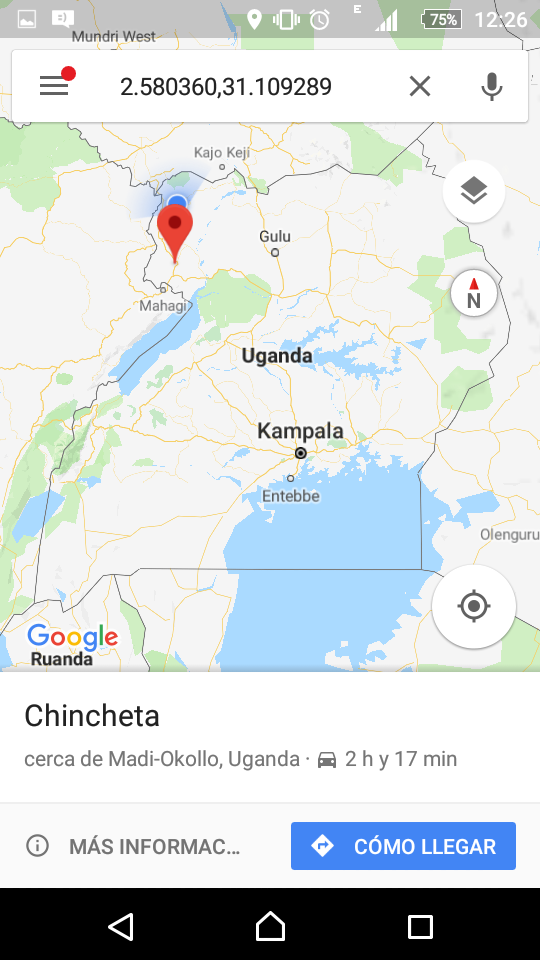 E
75%
12:26
Mundri West
2.580360,31.109289
Kajo Keji
Gulu
N
Mahagi
Uganda
Kampala
Entebbe
Olenguru
Google
Ruanda
Chincheta
cerca de Madi-Okollo, Uganda · 2 h y 17 min
MÁS INFORMAC...
CÓMO LLEGAR